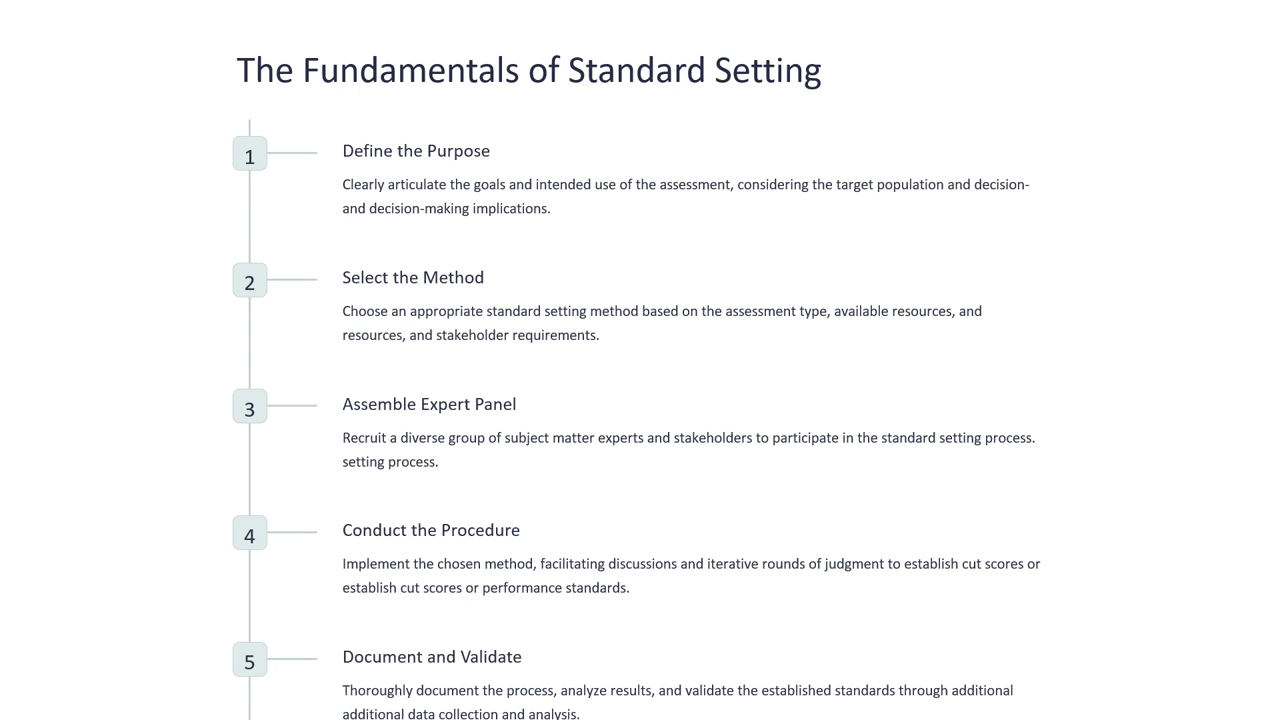 The Fundamentals of Standard Setting
1
Define the Purpose
Clearly articulate the goals and intended use of the assessment, considering the target population and decision-
and decision-making implications.
2
Select the Method
Choose an appropriate standard setting method based on the assessment type, available resources, and
resources, and stakeholder requirements.
3
Assemble Expert Panel
Recruit a diverse group of subject matter experts and stakeholders to participate in the standard setting process.
setting process.
4
Conduct the Procedure
Implement the chosen method, facilitating discussions and iterative rounds of judgment to establish cut scores or
establish cut scores or performance standards.
5
Document and Validate
Thoroughly document the process, analyze results, and validate the established standards through additional
additional data collection and analysis.